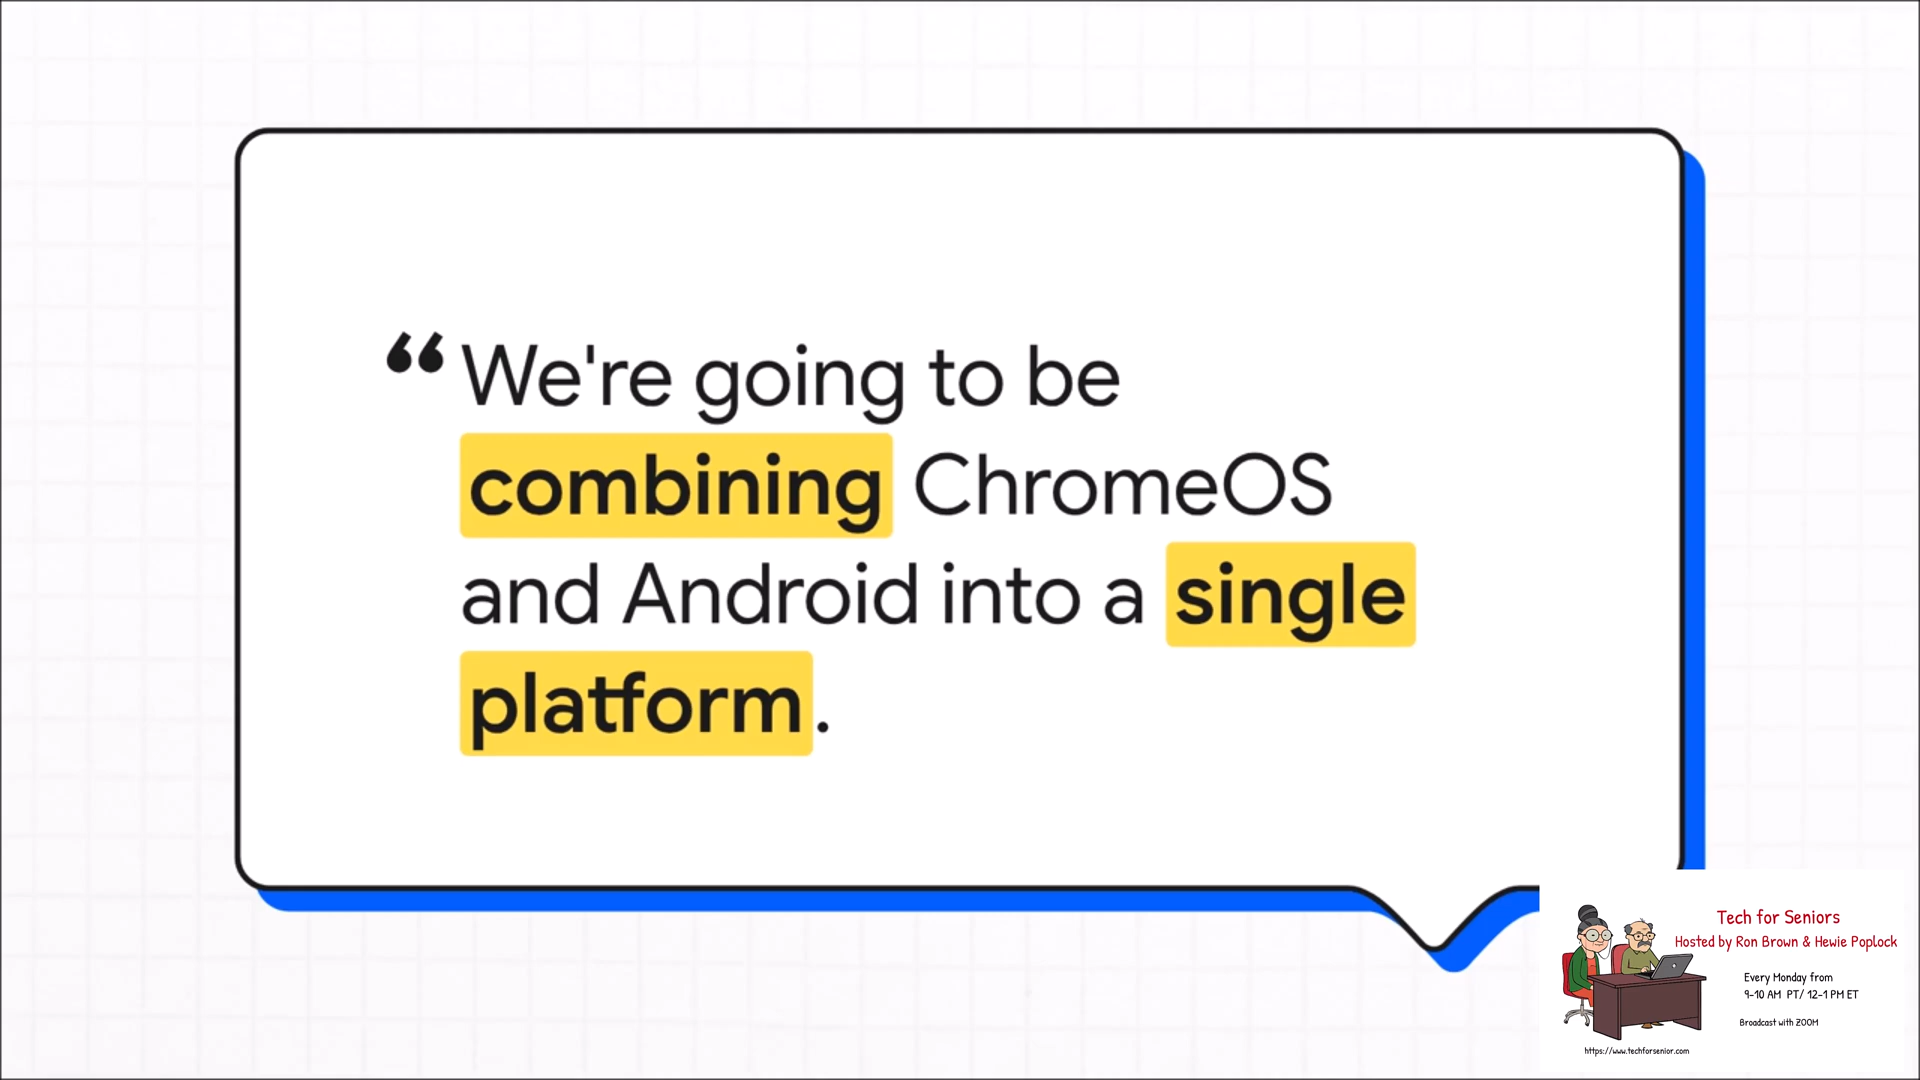 “We're going to be
combining ChromeOS
and Android into a single
platform.
Tech for Seniors
Hosted by Ron Brown & Hewie Poplock
Every Monday from
9-10 AM PT/ 12-1 PM ET
Broadcast with ZOOM
https://www.techforsenior.com